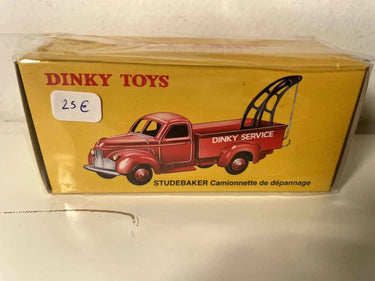 DINKY TOYS
25 €
DINKY SERVICE
STUDEBAKER Camionnette de dépannage